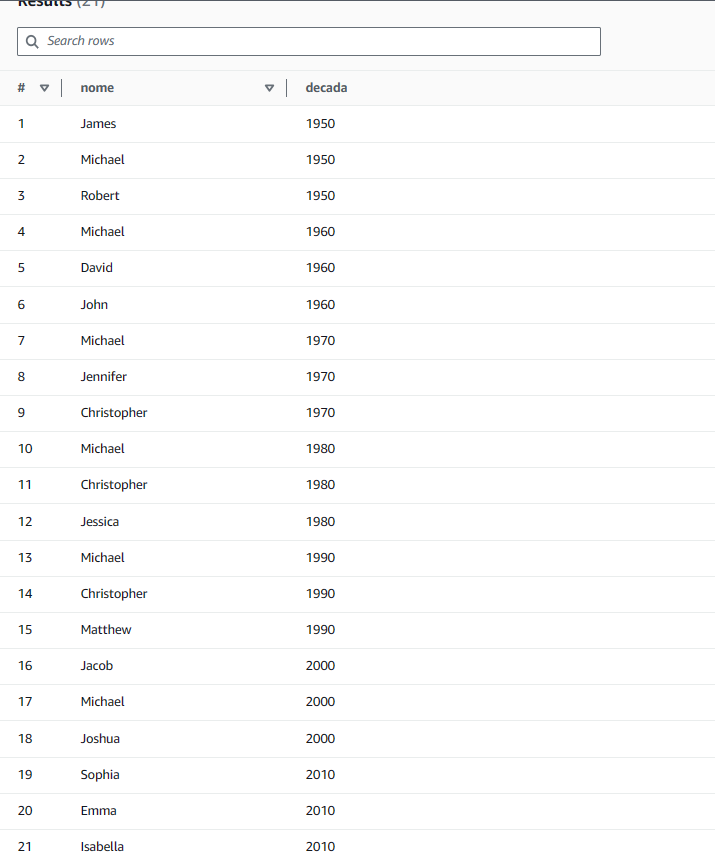 Results (21)
Search rows
# nome decada
1 James 1950
2 Michael 1950
3 Robert 1950
4 Michael 1960
5 David 1960
6 John 1960
7 Michael 1970
8 Jennifer 1970
9 Christopher 1970
10 Michael 1980
11 Christopher 1980
12 Jessica 1980
13 Michael 1990
14 Christopher 1990
15 Matthew 1990
16 Jacob 2000
17 Michael 2000
18 Joshua 2000
19 Sophia 2010
20 Emma 2010
21 Isabella 2010